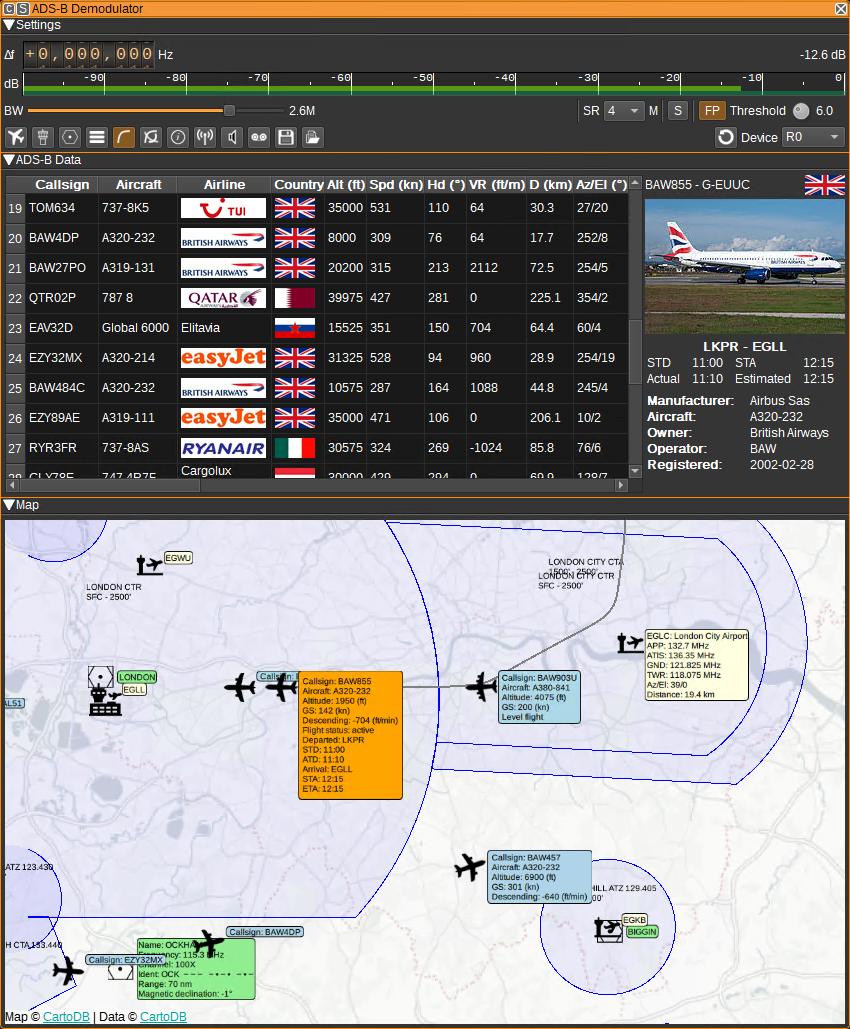 C S ADS-B Demodulator
Settings
Δf +0,000,000 Hz -12.6 dB
dB -90 -80 -70 -60 -50 -40 -30 -20 -10 0
BW 2.6M SR 4 M S FP Threshold 6.0
Device R0
ADS-B Data
Callsign Aircraft Airline Country Alt (ft) Spd (kn) Hd (°) VR (ft/m) D (km) Az/El (°)
19 TOM634 737-8K5 TUI 35000 531 110 64 30.3 27/20
20 BAW4DP A320-232 BRITISH AIRWAYS 8000 309 76 64 17.7 252/8
21 BAW27PO A319-131 BRITISH AIRWAYS 20200 315 213 2112 72.5 254/5
22 QTR02P 787 8 QATAR AIRWAYS 39975 427 281 0 225.1 354/2
23 EAV32D Global 6000 Elitavia 15525 351 150 704 64.4 60/4
24 EZY32MX A320-214 easyJet 31325 528 94 960 28.9 254/19
25 BAW484C A320-232 BRITISH AIRWAYS 10575 287 164 1088 44.8 245/4
26 EZY89AE A319-111 easyJet 35000 471 106 0 206.1 10/2
27 RYR3FR 737-8AS RYANAIR 30575 324 269 -1024 85.8 76/6
28 CLX78E 747 4R7F Cargolux 30000 429 294 0 69.9 128/7
BAW855 - G-EUUC
BRITISH AIRWAYS
LKPR - EGLL
STD 11:00 STA 12:15
Actual 11:10 Estimated 12:15
Manufacturer: Airbus Sas
Aircraft: A320-232
Owner: British Airways
Operator: BAW
Registered: 2002-02-28
Map
EGWU
LONDON CTR
SFC - 2500'
LONDON CITY CTA
1500' - 2500'
LONDON CITY CTR
SFC - 2500'
EGLC: London City Airport
APP: 132.7 MHz
ATIS: 136.35 MHz
GND: 121.825 MHz
TWR: 118.075 MHz
Az/El: 39/0
Distance: 19.4 km
LONDON
EGLL
AL51
Callsign:
Callsign: BAW855
Aircraft: A320-232
Altitude: 1950 (ft)
GS: 142 (kn)
Descending: -704 (ft/min)
Flight status: active
Departed: LKPR
STD: 11:00
ATD: 11:10
Arrival: EGLL
STA: 12:15
ETA: 12:15
Callsign: BAW903U
Aircraft: A380-841
Altitude: 4075 (ft)
GS: 200 (kn)
Level flight
Callsign: BAW457
Aircraft: A320-232
Altitude: 6900 (ft)
GS: 301 (kn)
Descending: -640 (ft/min)
HILL ATZ 129.405
00'
EGKB
BIGGIN
ATZ 123.430
H CTA 133.440
Callsign: BAW4DP
Callsign: EZY32MX
Name: OCKHA
Frequency: 115.3 MHz
Channel: 100X
Ident: OCK −−− −·−· −·−
Range: 70 nm
Magnetic declination: -1°
Map © CartoDB | Data © CartoDB